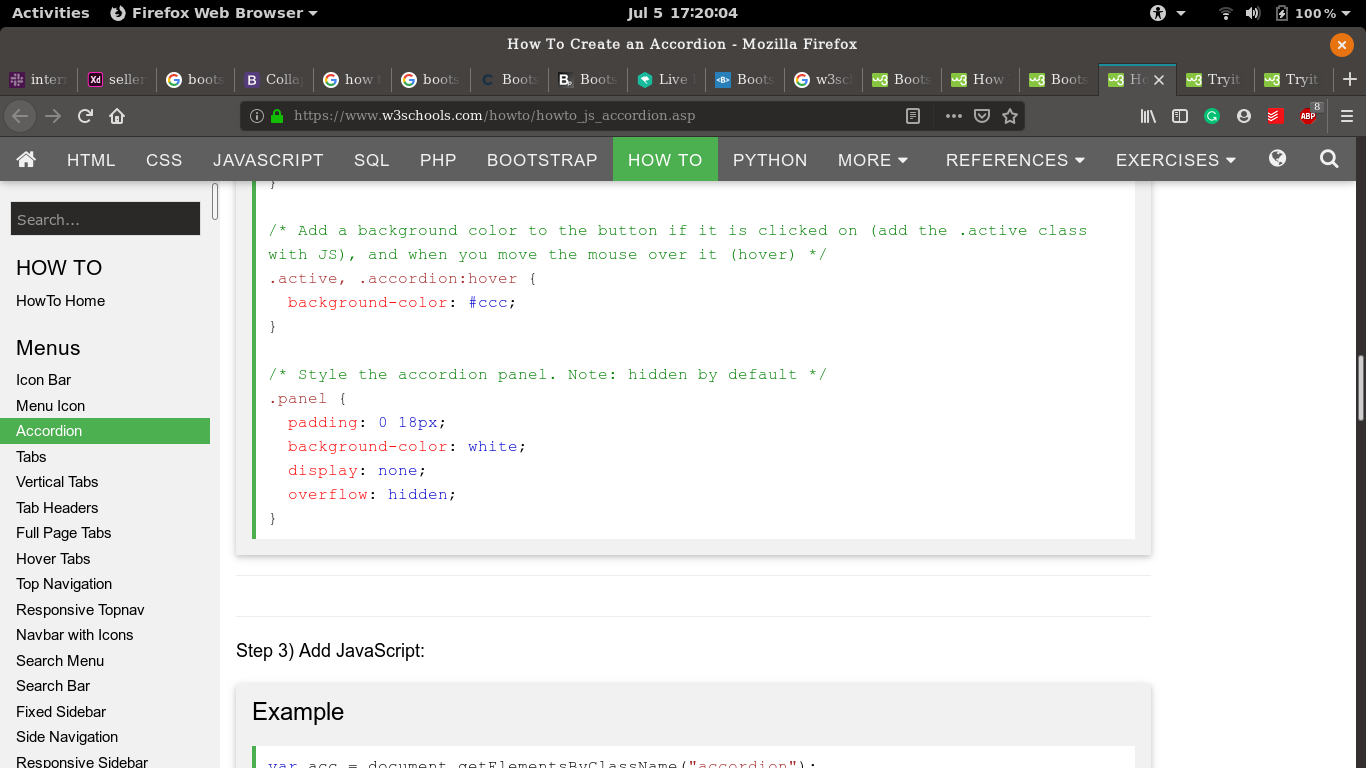 Activities Firefox Web Browser Jul 5 17:20:04 100 %
How To Create an Accordion - Mozilla Firefox
inter Xd seller boots B Colla how t boots C Boots B Boots Live <B> Boots w3sc Boots How Boots Ho Tryit Tryit
https://www.w3schools.com/howto/howto_js_accordion.asp ABP 8
HTML CSS JAVASCRIPT SQL PHP BOOTSTRAP HOW TO PYTHON MORE REFERENCES EXERCISES
Search...
HOW TO
HowTo Home
Menus
Icon Bar
Menu Icon
Accordion
Tabs
Vertical Tabs
Tab Headers
Full Page Tabs
Hover Tabs
Top Navigation
Responsive Topnav
Navbar with Icons
Search Menu
Search Bar
Fixed Sidebar
Side Navigation
Responsive Sidebar
}
/* Add a background color to the button if it is clicked on (add the .active class
with JS), and when you move the mouse over it (hover) */
.active, .accordion:hover {
background-color: #ccc;
}
/* Style the accordion panel. Note: hidden by default */
.panel {
padding: 0 18px;
background-color: white;
display: none;
overflow: hidden;
}
Step 3) Add JavaScript:
Example
var acc = document.getElementsByClassName("accordion");